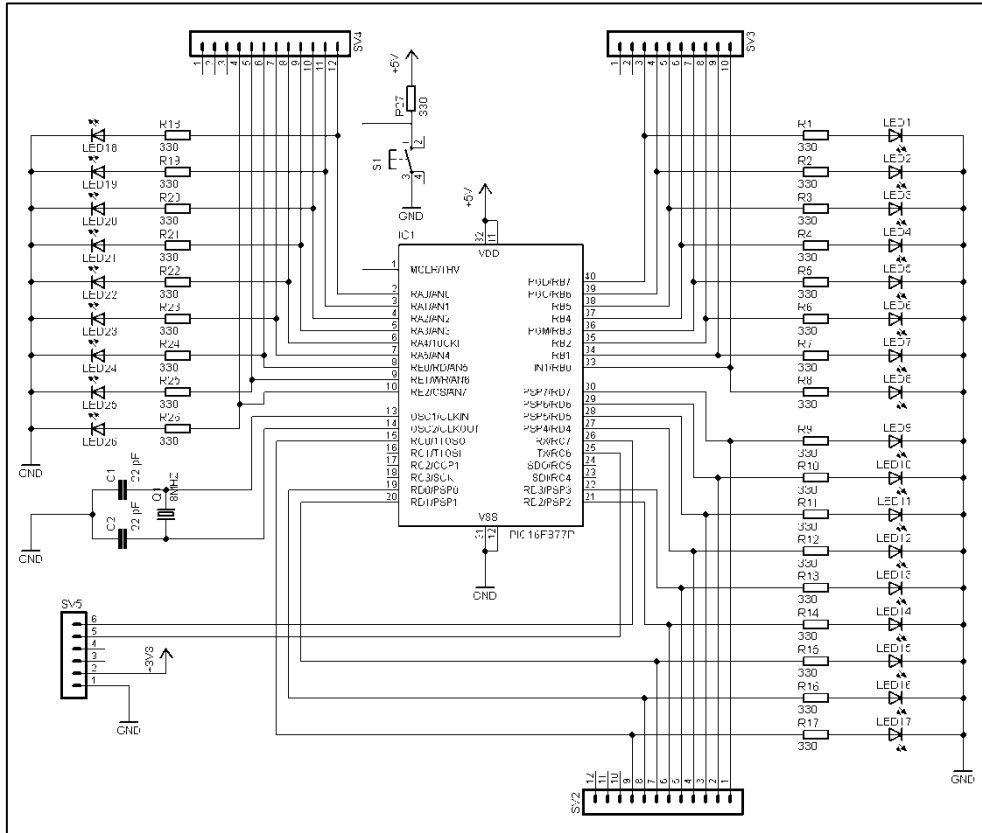 SV4
1 2 3 4 5 6 7 8 9 10 11 12
+5V
R27
330
S1
1 2
3 4
GND
+5V
SV3
1 2 3 4 5 6 7 8 9 10
R18
330
LED18
R19
330
LED19
R20
330
LED20
R21
330
LED21
R22
330
LED22
R23
330
LED23
R24
330
LED24
R25
330
LED25
R26
330
LED26
GND
IC1
32 11
VDD
1 MCLR/THV
2 RA0/AN0
3 RA1/AN1
4 RA2/AN2
5 RA3/AN3
6 RA4/T0CKI
7 RA5/AN4
8 RE0/RD/AN5
9 RE1/WR/AN6
10 RE2/CS/AN7
13 OSC1/CLKIN
14 OSC2/CLKOUT
15 RC0/T1OSO
16 RC1/T1OSI
17 RC2/CCP1
18 RC3/SCK
19 RD0/PSP0
20 RD1/PSP1
PGD/RB7 40
PGC/RB6 39
RB5 38
RB4 37
PGM/RB3 36
RB2 35
RB1 34
INT/RB0 33
PSP7/RD7 30
PSP6/RD6 29
PSP5/RD5 28
PSP4/RD4 27
RX/RC7 26
TX/RC6 25
SDO/RC5 24
SDI/RC4 23
RD3/PSP3 22
RD2/PSP2 21
VSS
31 12
PIC16F877P
GND
R1
330
LED1
R2
330
LED2
R3
330
LED3
R4
330
LED4
R5
330
LED5
R6
330
LED6
R7
330
LED7
R8
330
LED8
R9
330
LED9
R10
330
LED10
R11
330
LED11
R12
330
LED12
R13
330
LED13
R14
330
LED14
R15
330
LED15
R16
330
LED16
R17
330
LED17
GND
C1
22 pF
C2
22 pF
Q1
8MHZ
GND
SV5
6
5
4
3
2
1
+3V3
GND
SV2
12 11 10 9 8 7 6 5 4 3 2 1